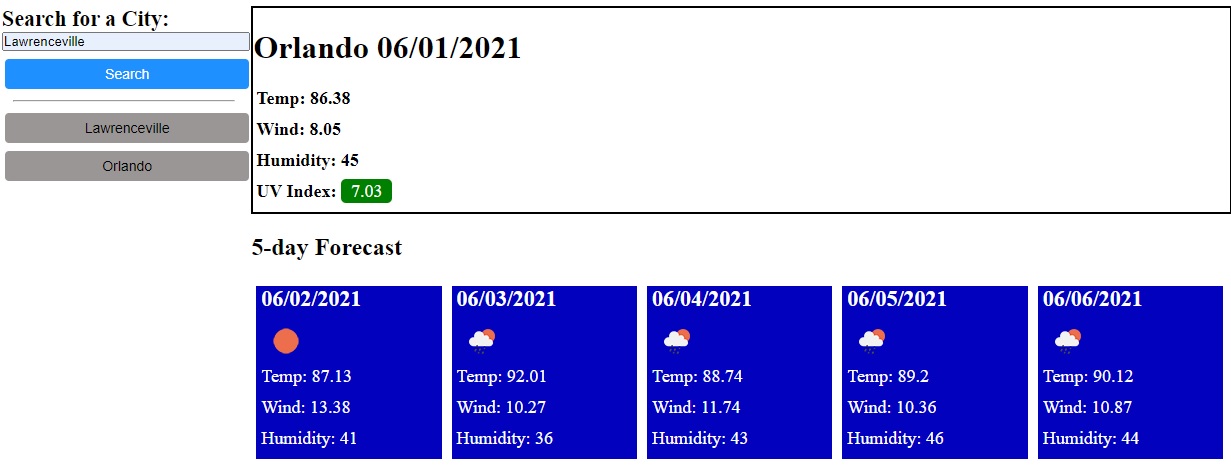 Search for a City:
Lawrenceville
Search
Lawrenceville
Orlando
Orlando 06/01/2021
Temp: 86.38
Wind: 8.05
Humidity: 45
UV Index: 7.03
5-day Forecast
06/02/2021
Temp: 87.13
Wind: 13.38
Humidity: 41
06/03/2021
Temp: 92.01
Wind: 10.27
Humidity: 36
06/04/2021
Temp: 88.74
Wind: 11.74
Humidity: 43
06/05/2021
Temp: 89.2
Wind: 10.36
Humidity: 46
06/06/2021
Temp: 90.12
Wind: 10.87
Humidity: 44